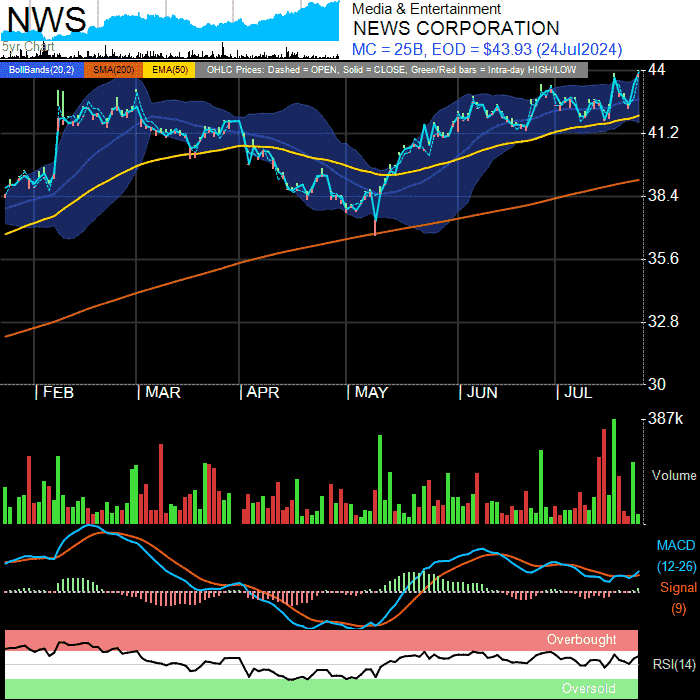 NWS
5yr Chart
Media & Entertainment
NEWS CORPORATION
MC = 25B, EOD = $43.93 (24Jul2024)
BollBands(20,2) SMA(200) EMA(50) OHLC Prices: Dashed = OPEN, Solid = CLOSE, Green/Red bars = Intra-day HIGH/LOW
44
41.2
38.4
35.6
32.8
30
FEB MAR APR MAY JUN JUL
387k
Volume
MACD
(12-26)
Signal
(9)
Overbought
RSI(14)
Oversold